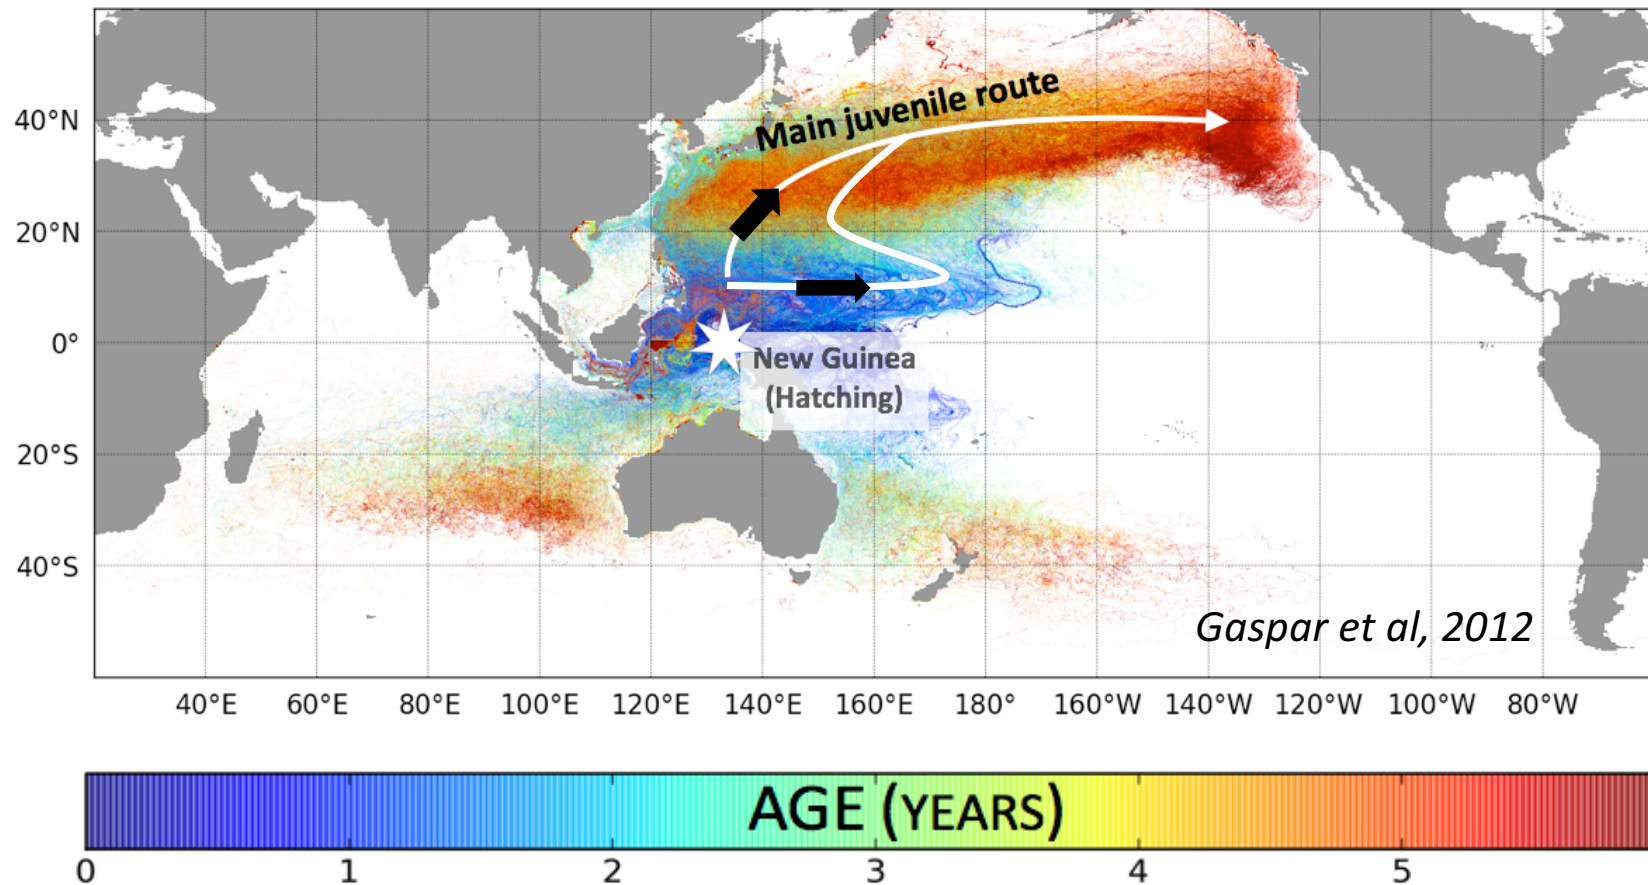 Main juvenile route
40°N
20°N
0°
20°S
40°S
New Guinea
(Hatching)
Gaspar et al, 2012
40°E 60°E 80°E 100°E 120°E 140°E 160°E 180° 160°W 140°W 120°W 100°W 80°W
AGE (YEARS)
0 1 2 3 4 5